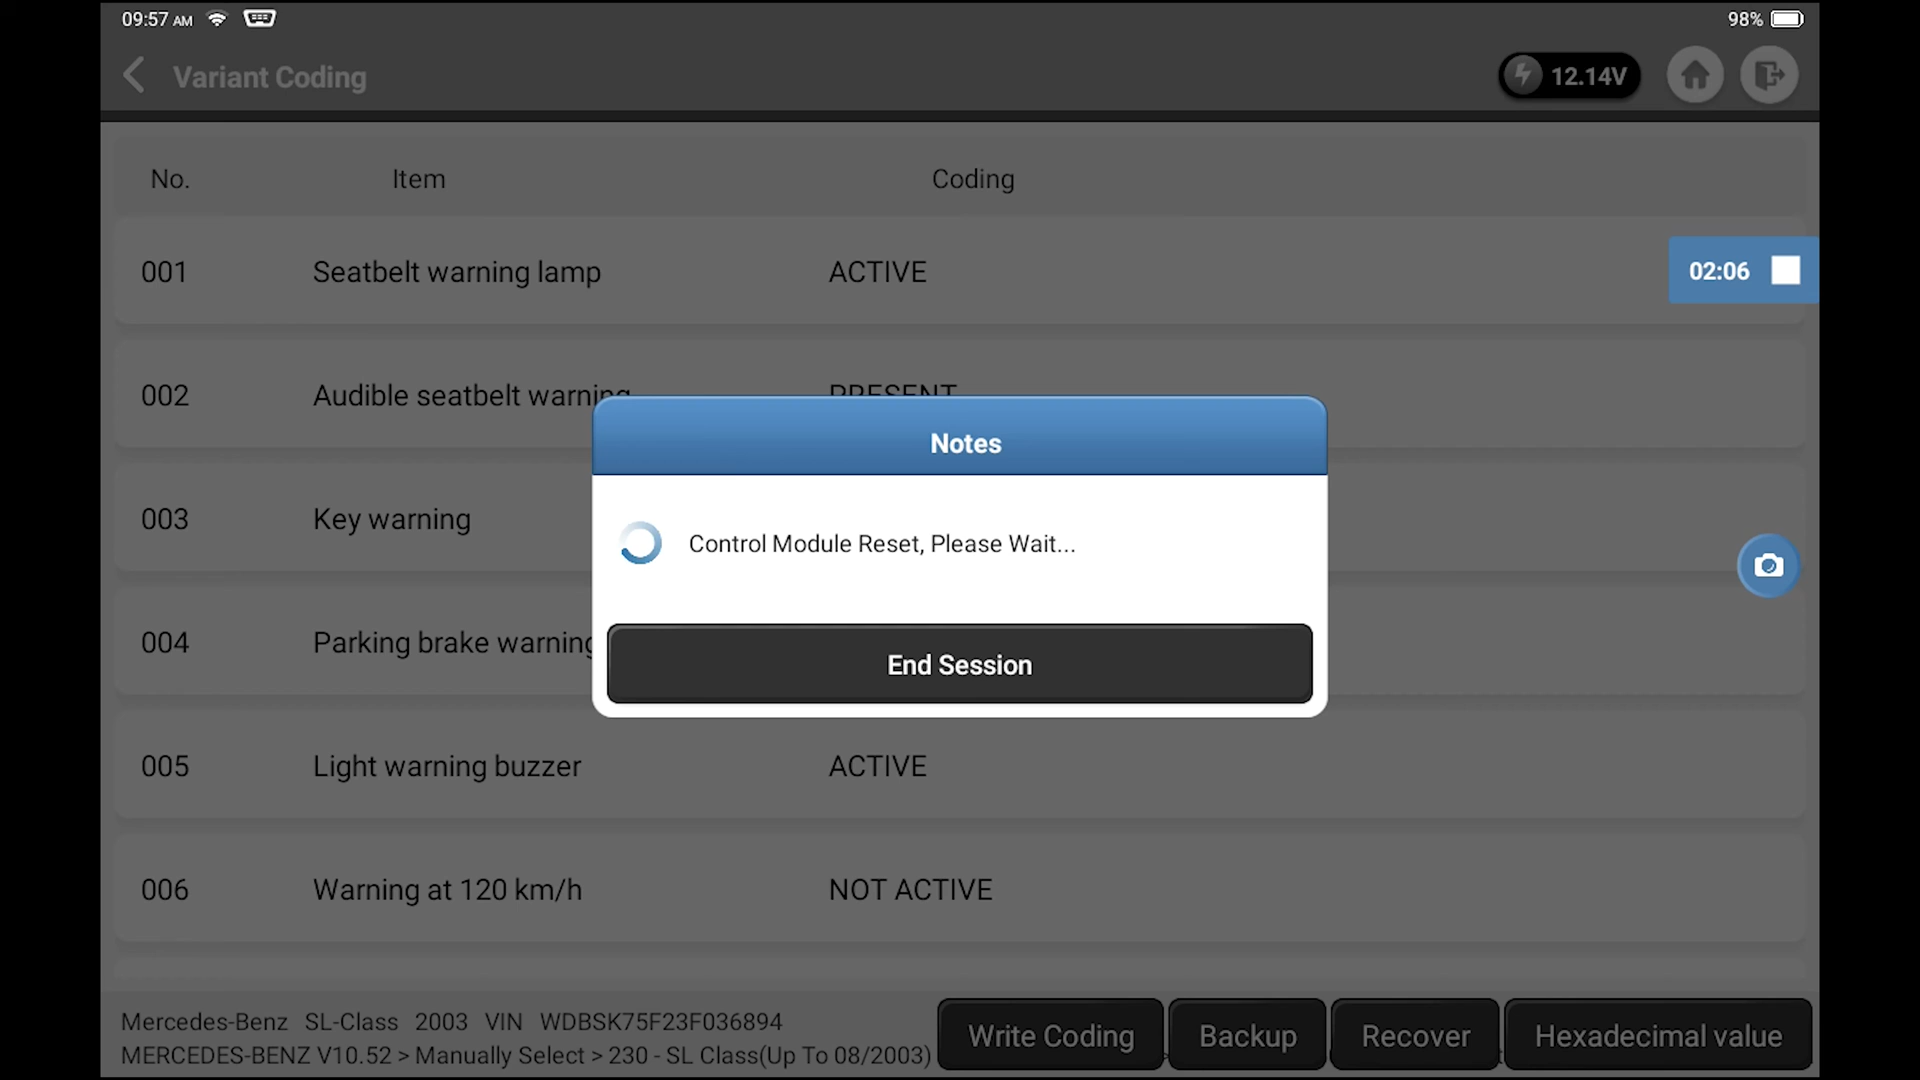 09:57 AM
98%
Variant Coding
12.14V
No. Item Coding
001 Seatbelt warning lamp ACTIVE
02:06
002 Audible seatbelt warning PRESENT
Notes
003 Key warning
Control Module Reset, Please Wait...
004 Parking brake warning
End Session
005 Light warning buzzer ACTIVE
006 Warning at 120 km/h NOT ACTIVE
Mercedes-Benz SL-Class 2003 VIN WDBSK75F23F036894
MERCEDES-BENZ V10.52 > Manually Select > 230 - SL Class(Up To 08/2003)
Write Coding Backup Recover Hexadecimal value